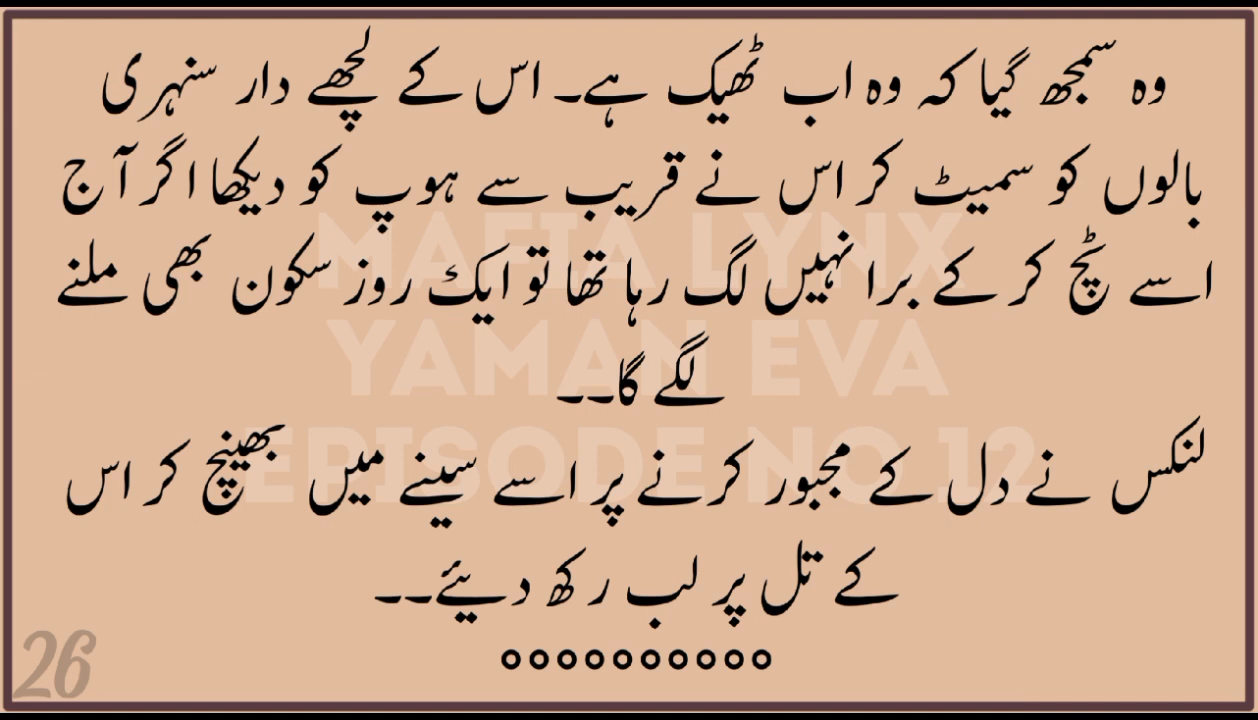 وہ سمجھ گیا کہ وہ اب ٹھیک ہے۔ اس کے لچھے دار سنہری
بالوں کو سمیٹ کر اس نے قریب سے ہوپ کو دیکھا اگر آج
اسے ٹچ کر کے برا نہیں لگ رہا تھا تو ایک روز سکون بھی ملنے
لگے گا۔۔
لنکس نے دل کے مجبور کرنے پر اسے سینے میں بھینچ کر اس
کے تل پر لب رکھ دیئے۔۔
MAFIA LYNX
YAMAN EVA
EPISODE NO 12
26